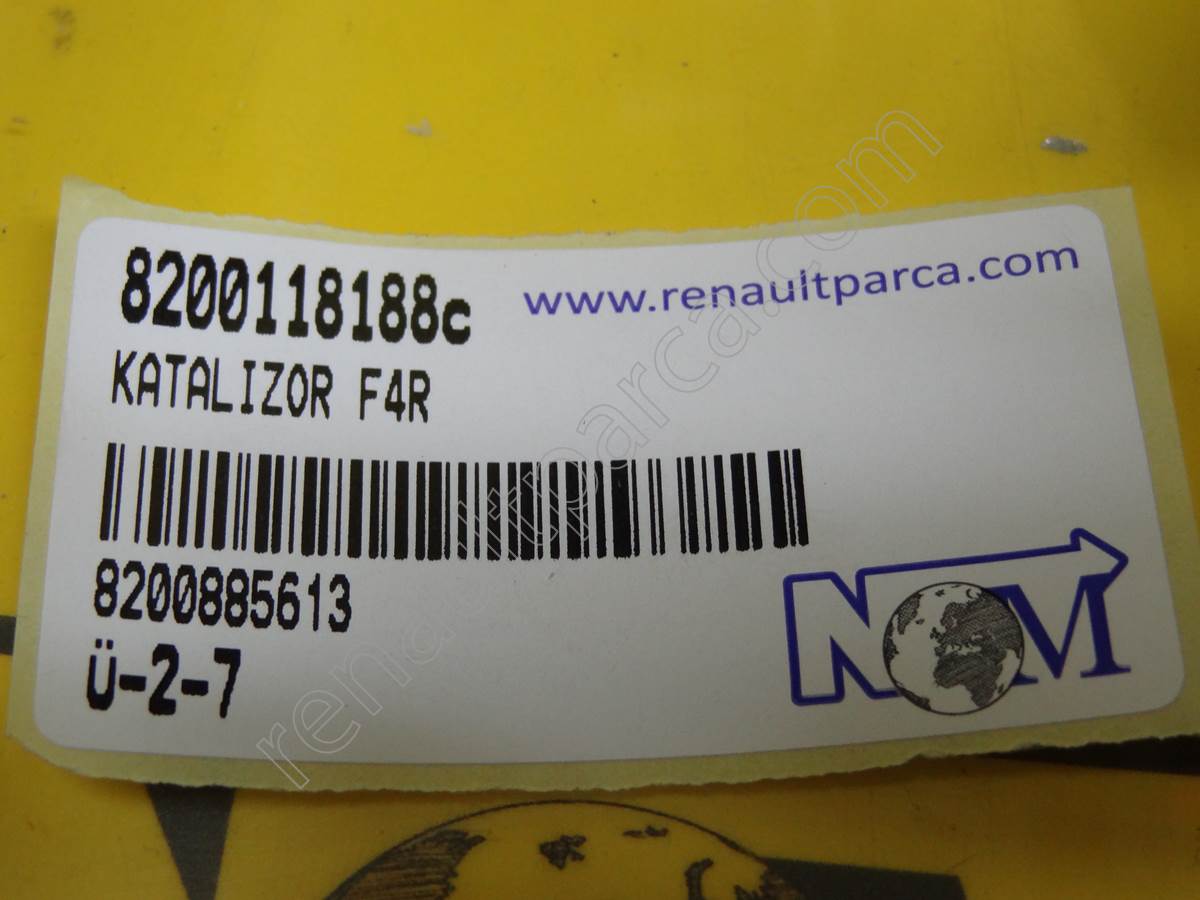 8200118188c
www.renaultparca.com
KATALIZOR F4R
8200885613
Ü-2-7
NOM
renaultparca.com